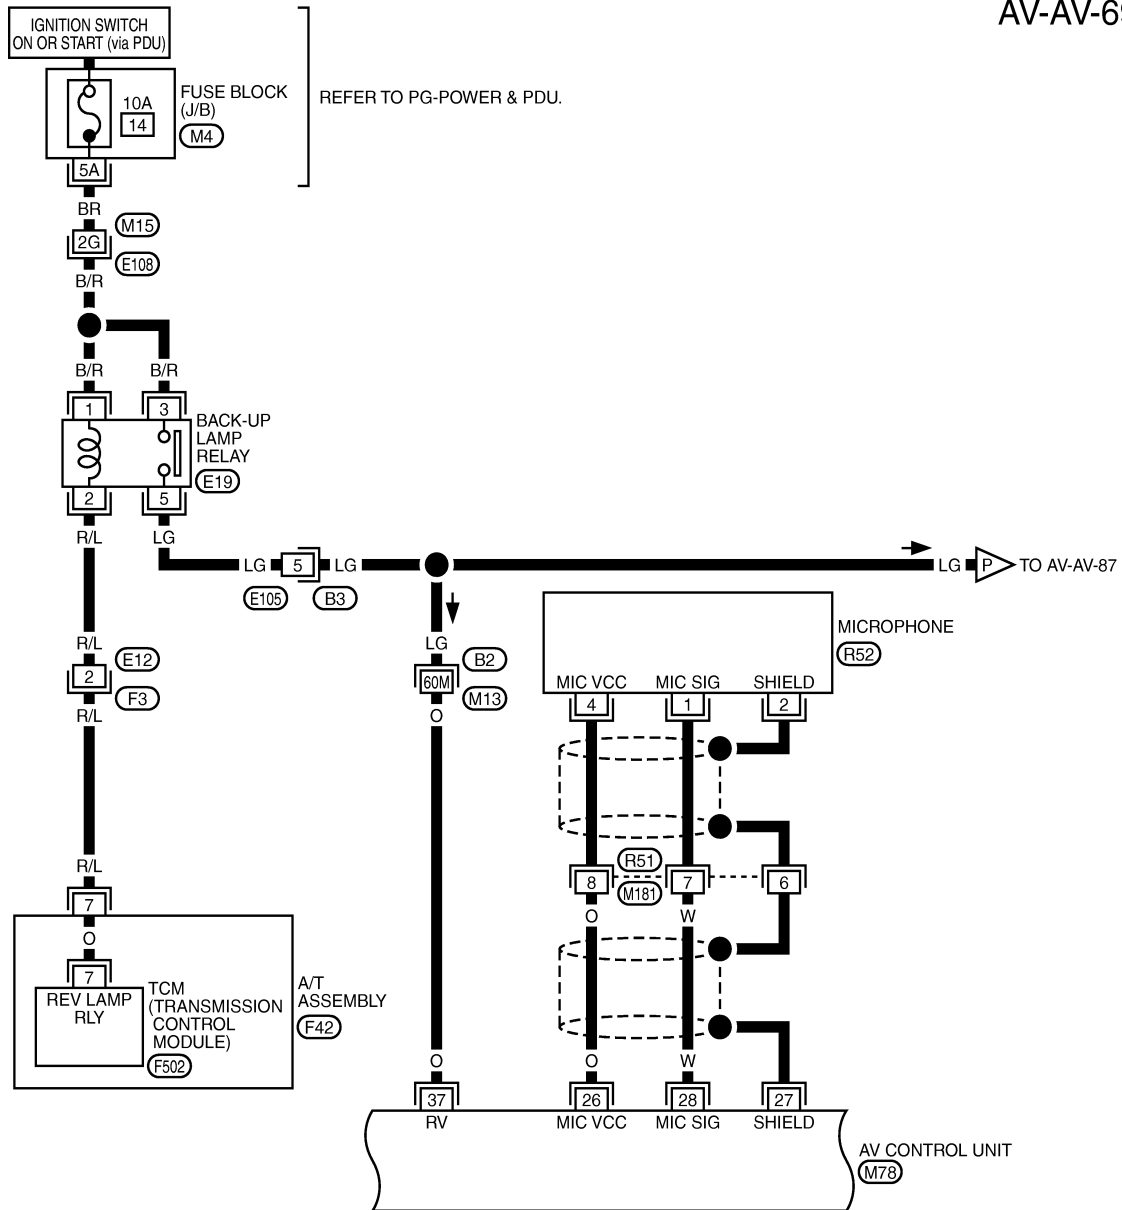 AV-AV-69
IGNITION SWITCH
ON OR START (via PDU)
10A
14
FUSE BLOCK
(J/B)
M4
REFER TO PG-POWER & PDU.
5A
BR
M15
2G
E108
B/R
B/R
B/R
1
3
BACK-UP
LAMP
RELAY
E19
2
5
R/L
LG
LG
5
LG
E105
B3
LG
P
TO AV-AV-87
R/L
E12
2
F3
R/L
LG
B2
60M
M13
O
MICROPHONE
R52
MIC VCC
MIC SIG
SHIELD
4
1
2
R51
8
M181
7
6
O
W
R/L
7
O
7
REV LAMP
RLY
TCM
(TRANSMISSION
CONTROL
MODULE)
F502
A/T
ASSEMBLY
F42
O
O
W
37
26
28
27
RV
MIC VCC
MIC SIG
SHIELD
AV CONTROL UNIT
M78